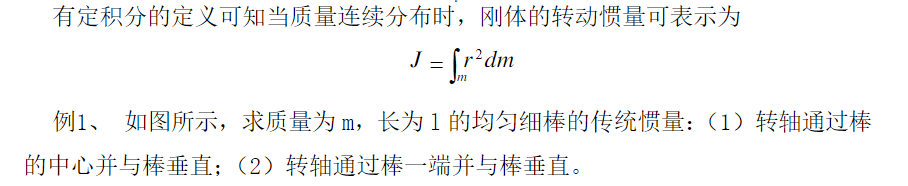 有定积分的定义可知当质量连续分布时，刚体的转动惯量可表示为
J = ∫_m r² dm
例1、 如图所示，求质量为 m，长为 l 的均匀细棒的传统惯量：（1）转轴通过棒
的中心并与棒垂直；（2）转轴通过棒一端并与棒垂直。